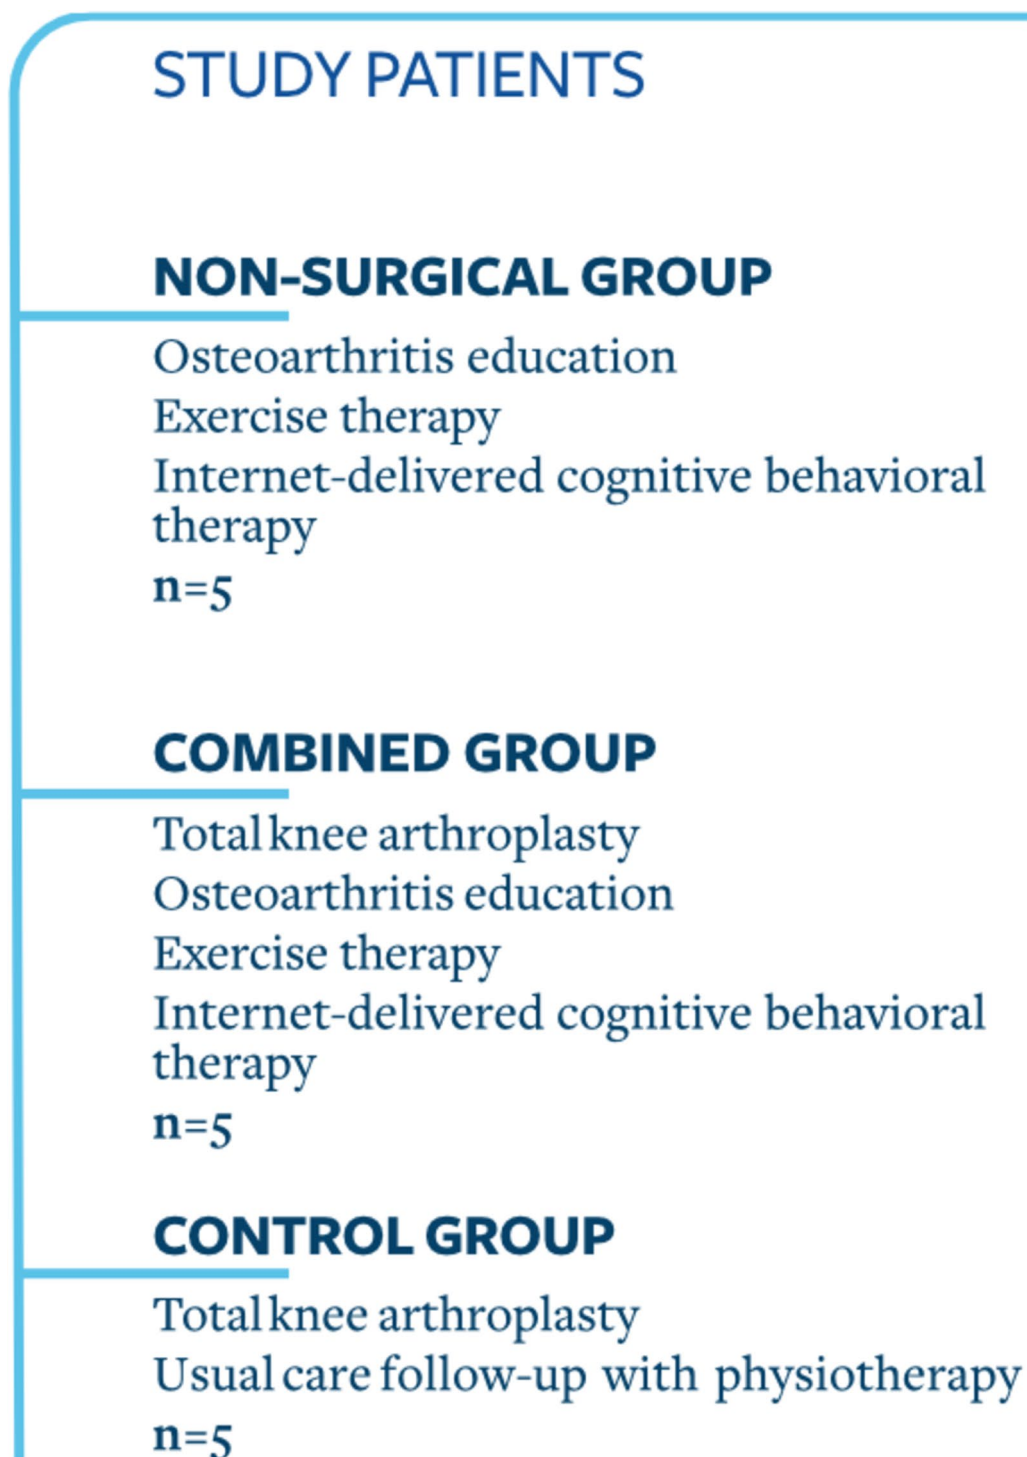 STUDY PATIENTS
NON-SURGICAL GROUP
Osteoarthritis education
Exercise therapy
Internet-delivered cognitive behavioral
therapy
n=5
COMBINED GROUP
Total knee arthroplasty
Osteoarthritis education
Exercise therapy
Internet-delivered cognitive behavioral
therapy
n=5
CONTROL GROUP
Total knee arthroplasty
Usual care follow-up with physiotherapy
n=5